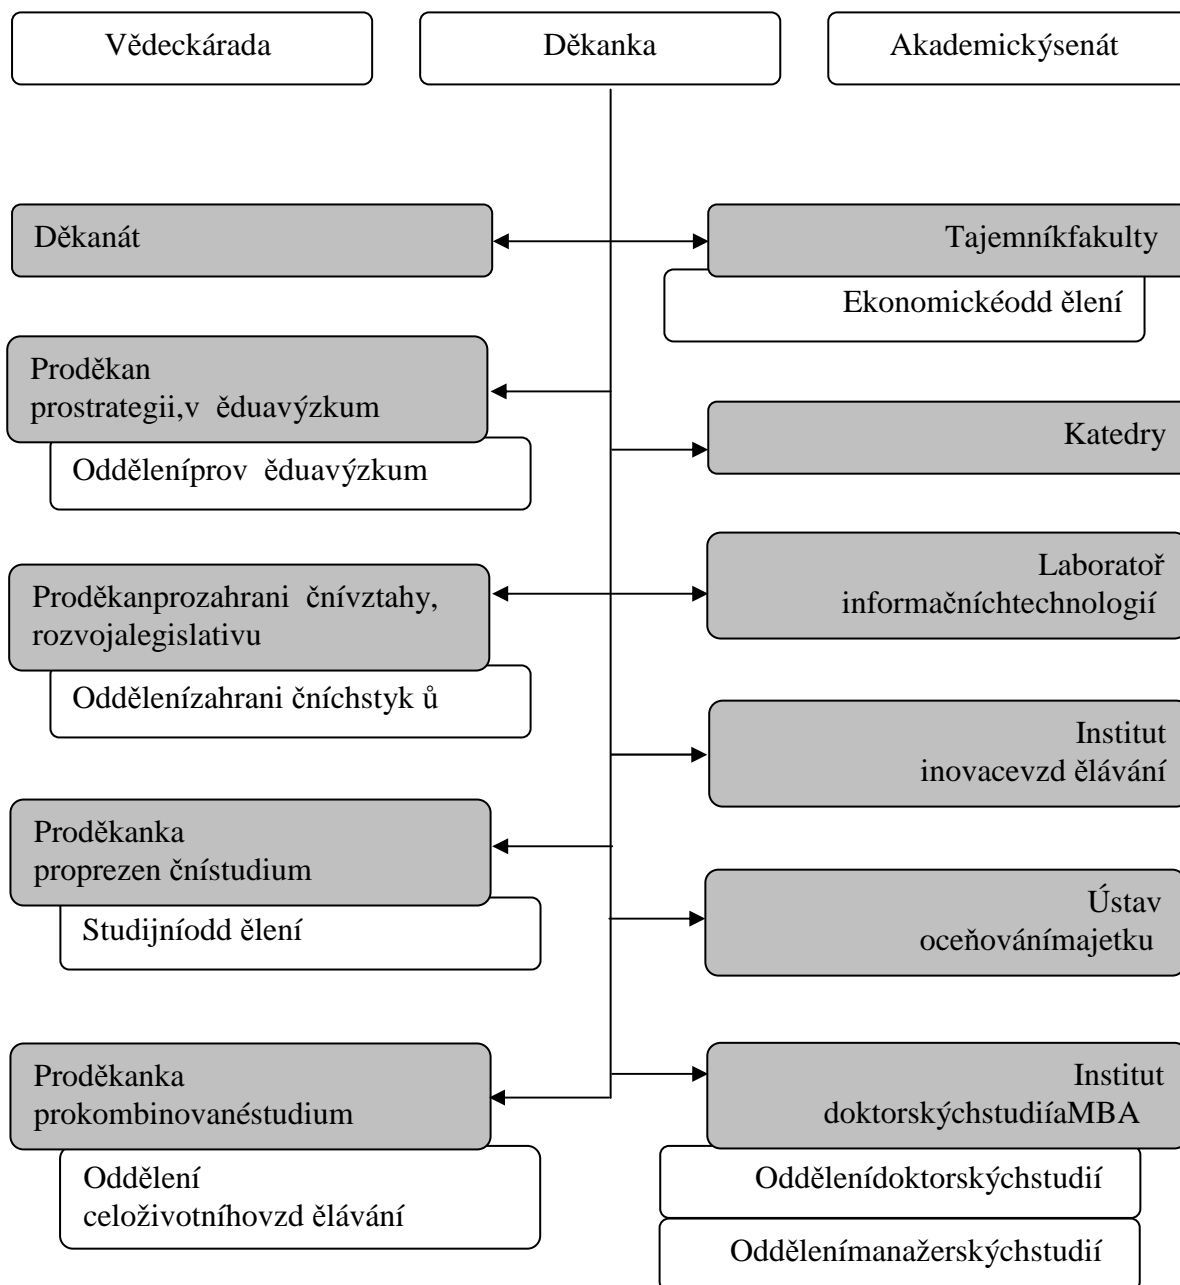 Vědeckárada
Děkanka
Akademickýsenát
Děkanát
Tajemníkfakulty
Ekonomickéodd ělení
Proděkan
prostrategii,v ěduavýzkum
Odděleníprov ěduavýzkum
Katedry
Proděkanprozahrani čnívztahy,
rozvojalegislativu
Oddělenízahrani čníchstyk ů
Laboratoř
informačníchtechnologií
Institut
inovacevzd ělávání
Proděkanka
proprezen čnístudium
Studijníodd ělení
Ústav
oceňovánímajetku
Proděkanka
prokombinovanéstudium
Oddělení
celoživotníhovzd ělávání
Institut
doktorskýchstudiíaMBA
Oddělenídoktorskýchstudií
Oddělenímanažerskýchstudií